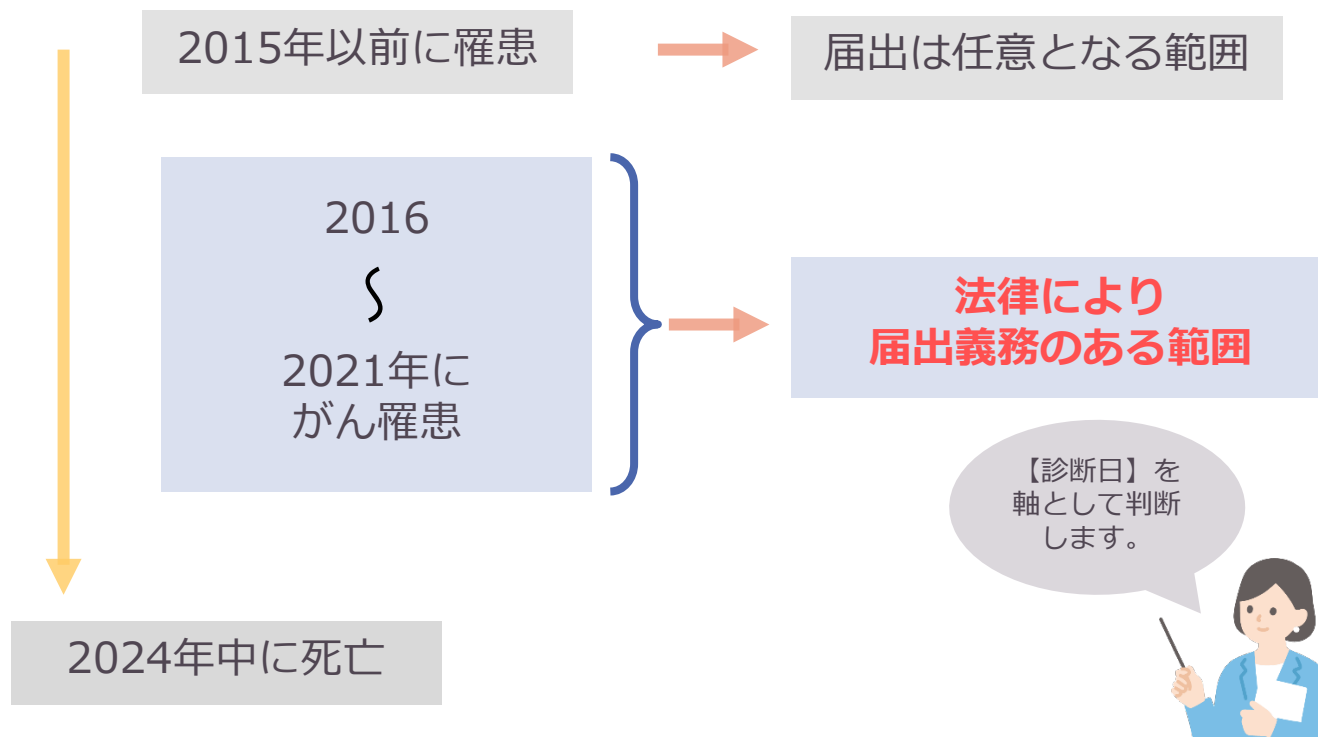 2015年以前に罹患
届出は任意となる範囲
2016
〜
2021年に
がん罹患
法律により
届出義務のある範囲
【診断日】を
軸として判断
します。
2024年中に死亡